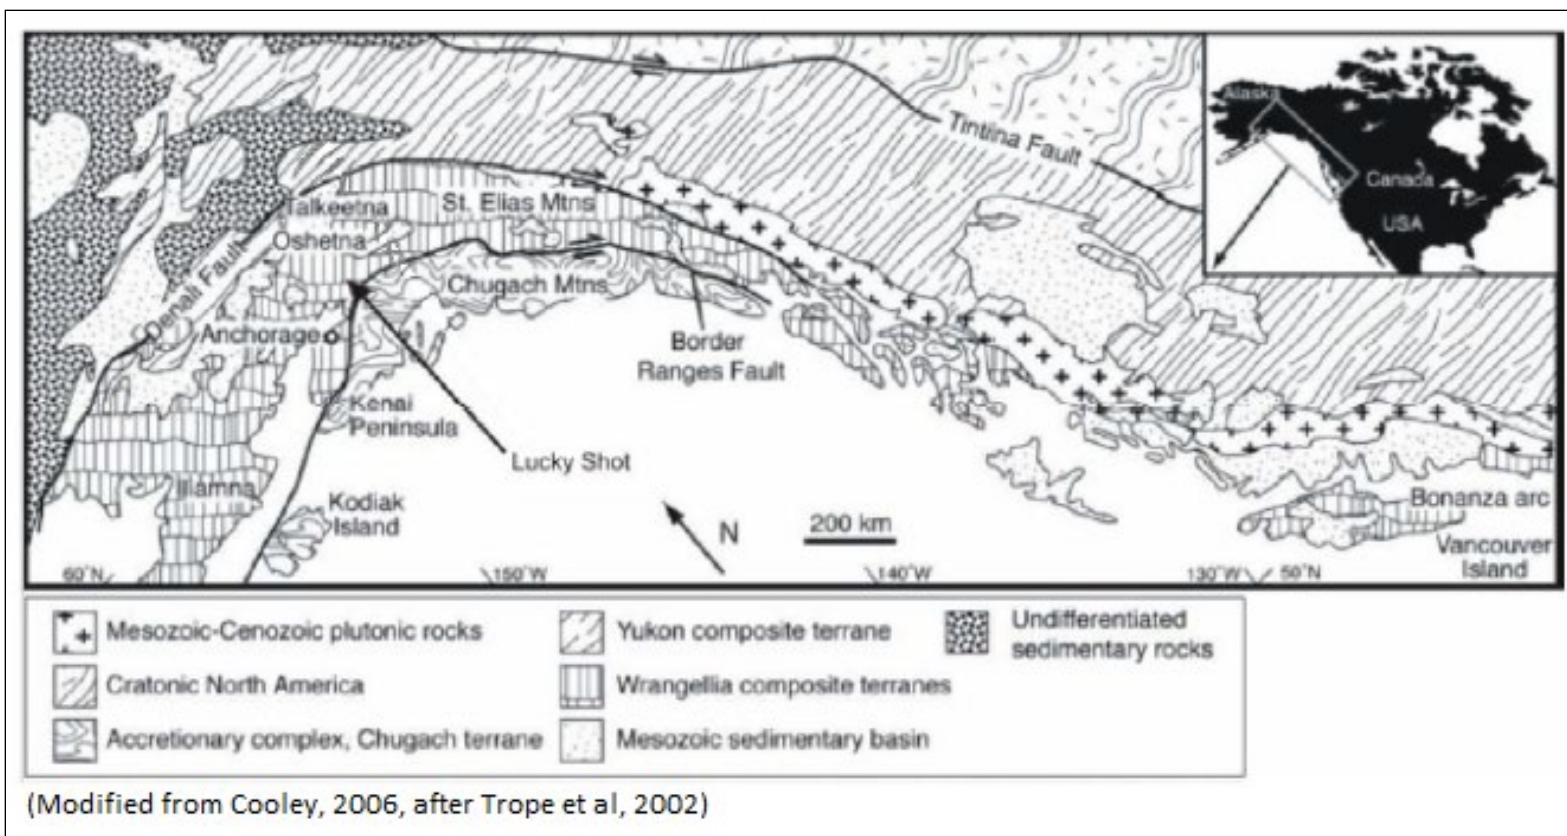 Alaska
Canada
USA
Tintina Fault
Talkeetna
St. Elias Mtns
Oshetna
Denali Fault
Chugach Mtns
Anchorage
Border
Ranges Fault
Kenai
Peninsula
Lucky Shot
Iliamna
Kodiak
Island
N
200 km
Bonanza arc
Vancouver
Island
60°N
150°W
140°W
130°W
50°N
Mesozoic-Cenozoic plutonic rocks
Yukon composite terrane
Undifferentiated
sedimentary rocks
Cratonic North America
Wrangellia composite terranes
Accretionary complex, Chugach terrane
Mesozoic sedimentary basin
(Modified from Cooley, 2006, after Trope et al, 2002)